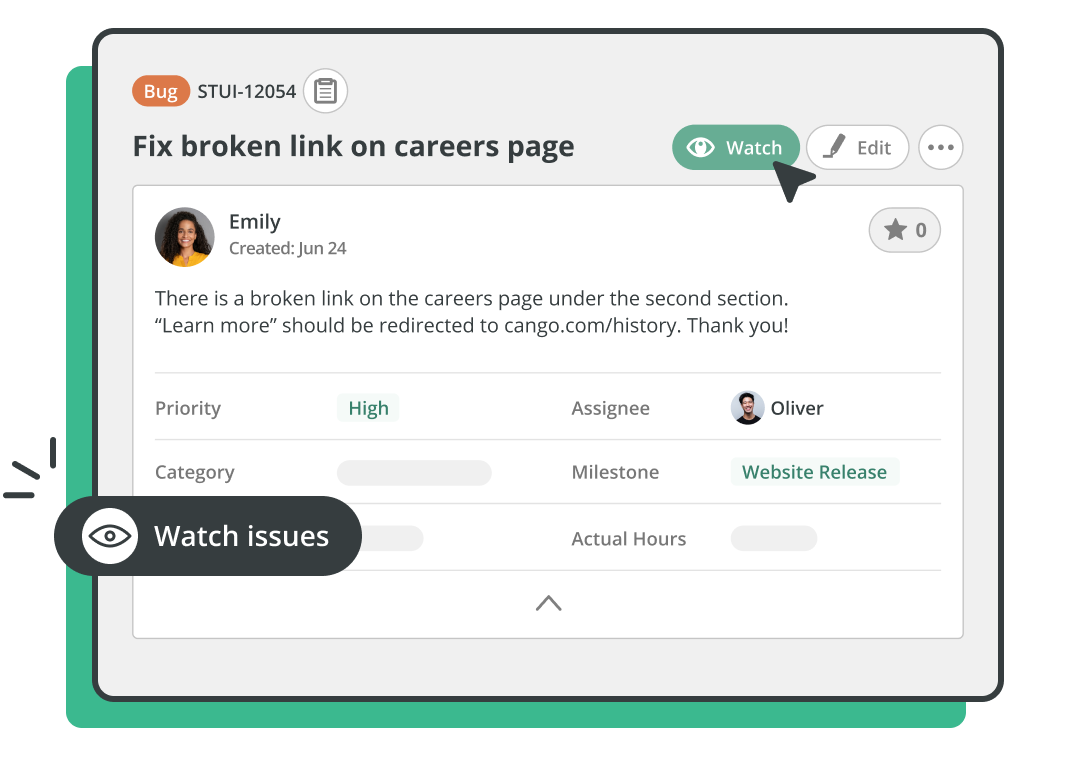 Bug STUI-12054
Fix broken link on careers page
Watch
Edit
Emily
Created: Jun 24
0
There is a broken link on the careers page under the second section.
“Learn more” should be redirected to cango.com/history. Thank you!
Priority High Assignee Oliver
Category Milestone Website Release
Watch issues
Actual Hours